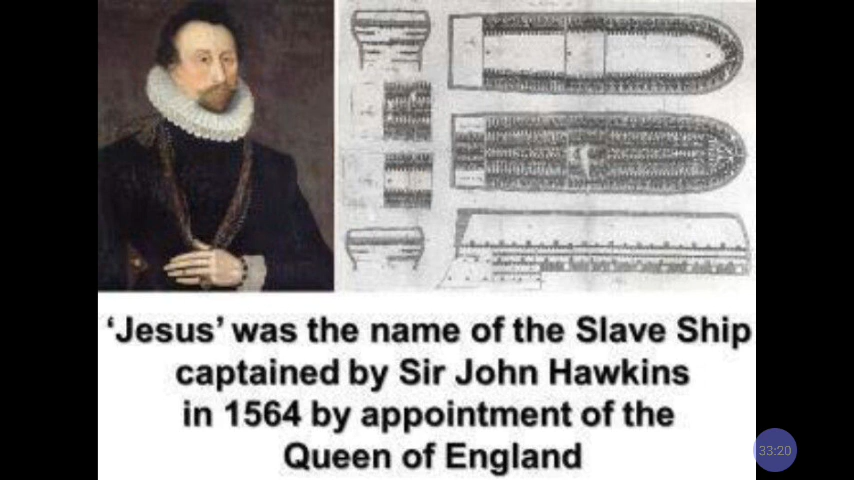 ‘Jesus’ was the name of the Slave Ship
captained by Sir John Hawkins
in 1564 by appointment of the
Queen of England
33:20